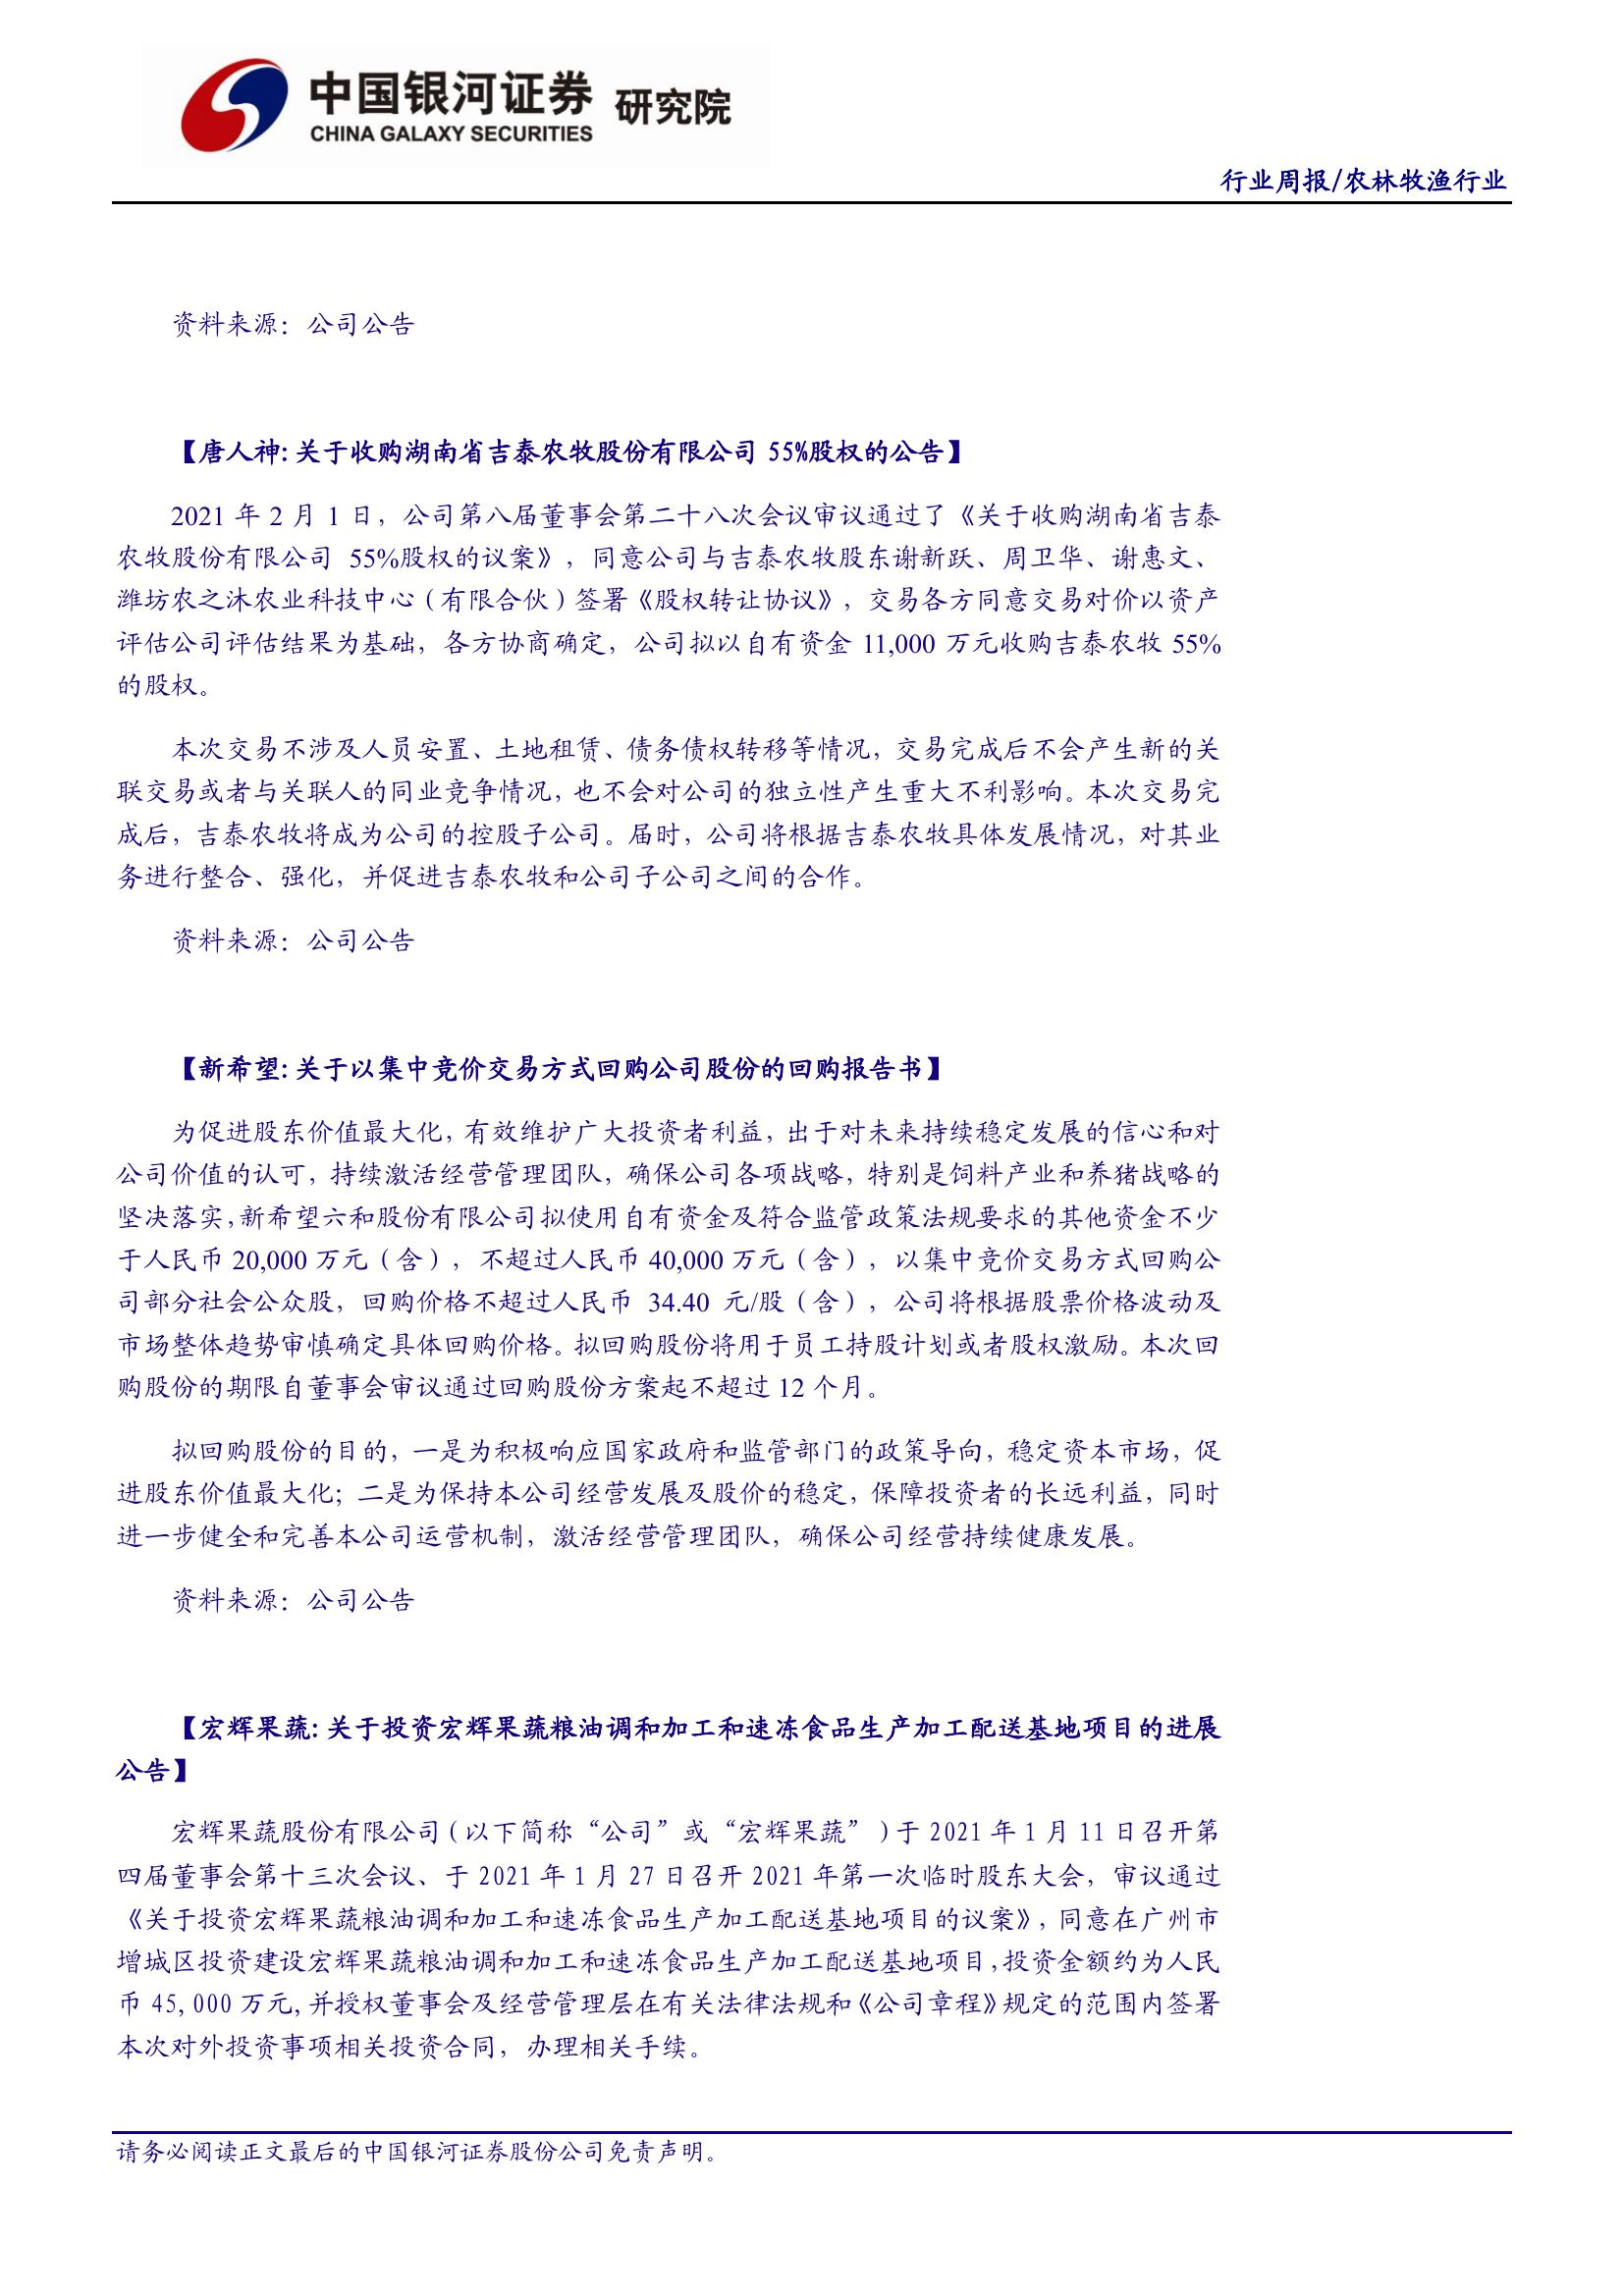 中国银河证券 研究院
CHINA GALAXY SECURITIES
行业周报/农林牧渔行业
资料来源：公司公告
【唐人神:关于收购湖南省吉泰农牧股份有限公司 55%股权的公告】
2021 年 2 月 1 日，公司第八届董事会第二十八次会议审议通过了《关于收购湖南省吉泰
农牧股份有限公司 55%股权的议案》，同意公司与吉泰农牧股东谢新跃、周卫华、谢惠文、
潍坊农之沐农业科技中心（有限合伙）签署《股权转让协议》，交易各方同意交易对价以资产
评估公司评估结果为基础，各方协商确定，公司拟以自有资金 11,000 万元收购吉泰农牧 55%
的股权。
本次交易不涉及人员安置、土地租赁、债务债权转移等情况，交易完成后不会产生新的关
联交易或者与关联人的同业竞争情况，也不会对公司的独立性产生重大不利影响。本次交易完
成后，吉泰农牧将成为公司的控股子公司。届时，公司将根据吉泰农牧具体发展情况，对其业
务进行整合、强化，并促进吉泰农牧和公司子公司之间的合作。
资料来源：公司公告
【新希望:关于以集中竞价交易方式回购公司股份的回购报告书】
为促进股东价值最大化，有效维护广大投资者利益，出于对未来持续稳定发展的信心和对
公司价值的认可，持续激活经营管理团队，确保公司各项战略，特别是饲料产业和养猪战略的
坚决落实，新希望六和股份有限公司拟使用自有资金及符合监管政策法规要求的其他资金不少
于人民币 20,000 万元（含），不超过人民币 40,000 万元（含），以集中竞价交易方式回购公
司部分社会公众股，回购价格不超过人民币 34.40 元/股（含），公司将根据股票价格波动及
市场整体趋势审慎确定具体回购价格。拟回购股份将用于员工持股计划或者股权激励。本次回
购股份的期限自董事会审议通过回购股份方案起不超过 12 个月。
拟回购股份的目的，一是为积极响应国家政府和监管部门的政策导向，稳定资本市场，促
进股东价值最大化；二是为保持本公司经营发展及股价的稳定，保障投资者的长远利益，同时
进一步健全和完善本公司运营机制，激活经营管理团队，确保公司经营持续健康发展。
资料来源：公司公告
【宏辉果蔬:关于投资宏辉果蔬粮油调和加工和速冻食品生产加工配送基地项目的进展
公告】
宏辉果蔬股份有限公司(以下简称“公司”或“宏辉果蔬”)于 2021 年 1 月 11 日召开第
四届董事会第十三次会议、于 2021 年 1 月 27 日召开 2021 年第一次临时股东大会，审议通过
《关于投资宏辉果蔬粮油调和加工和速冻食品生产加工配送基地项目的议案》，同意在广州市
增城区投资建设宏辉果蔬粮油调和加工和速冻食品生产加工配送基地项目,投资金额约为人民
币 45,000 万元,并授权董事会及经营管理层在有关法律法规和《公司章程》规定的范围内签署
本次对外投资事项相关投资合同，办理相关手续。
请务必阅读正文最后的中国银河证券股份公司免责声明。